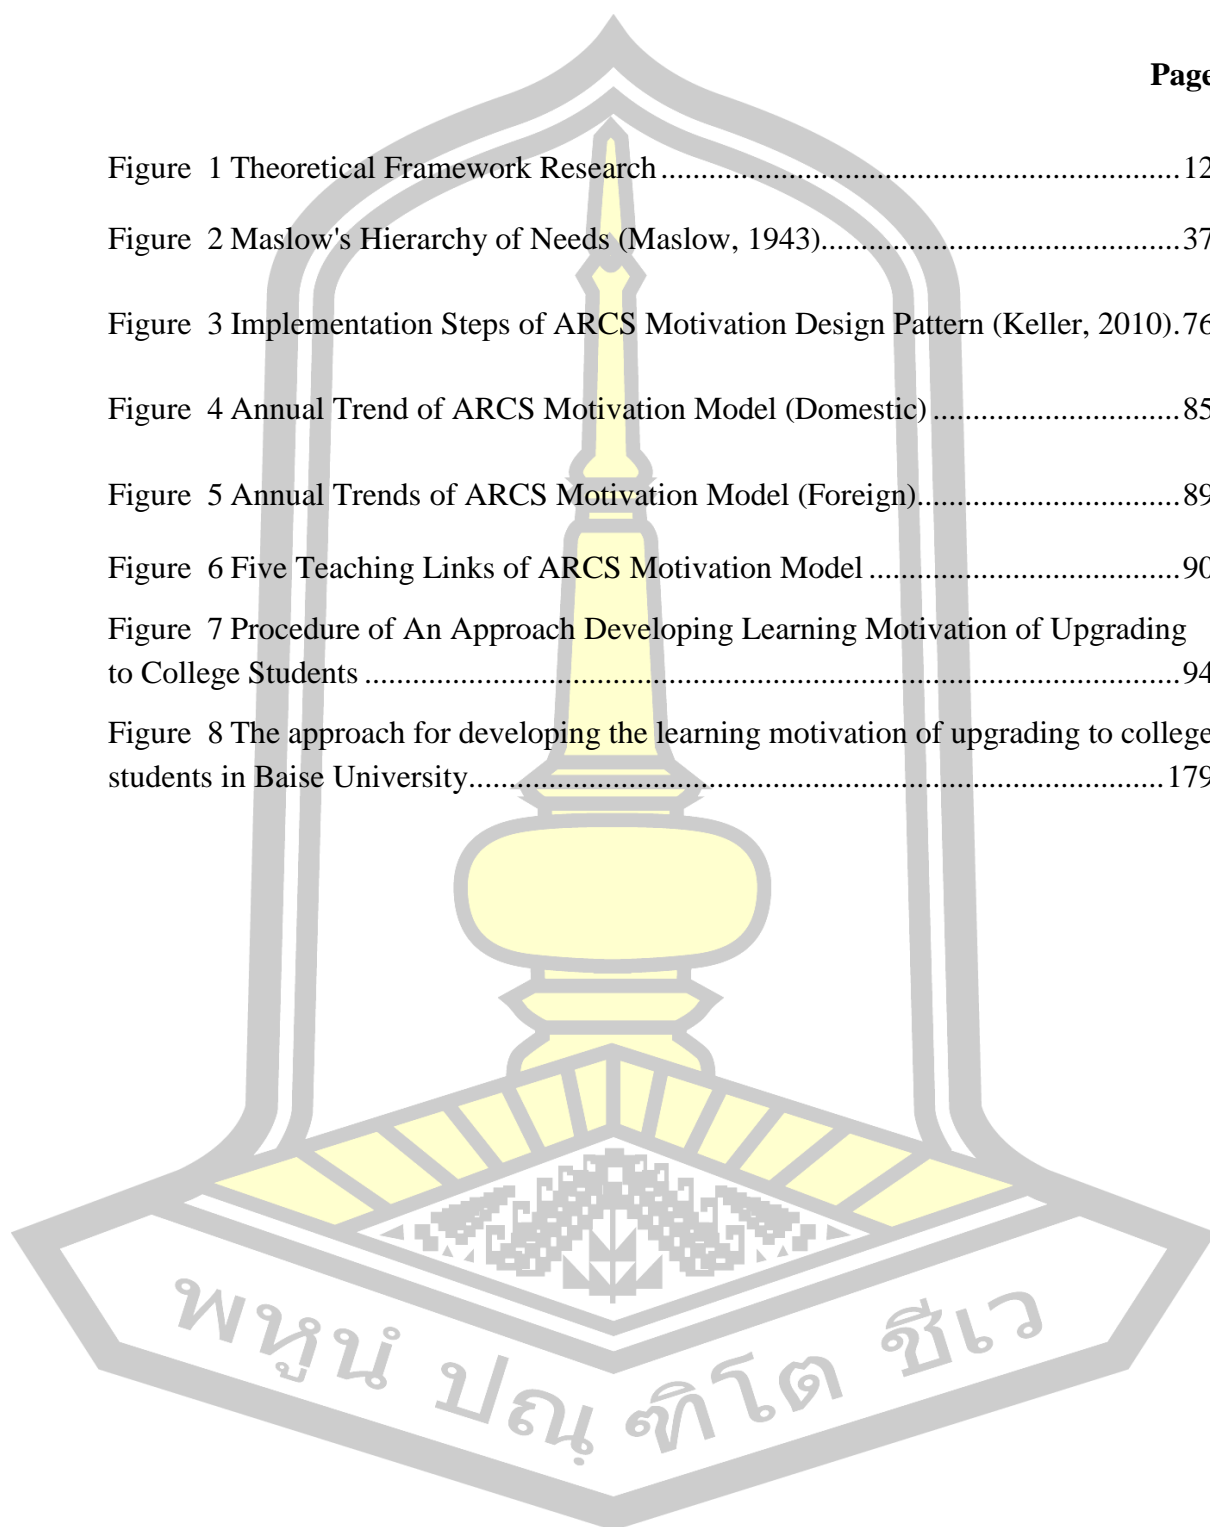 Page
Figure  1 Theoretical Framework Research...............................................................12
Figure  2 Maslow's Hierarchy of Needs (Maslow, 1943)...........................................37
Figure  3 Implementation Steps of ARCS Motivation Design Pattern (Keller, 2010).76
Figure  4 Annual Trend of ARCS Motivation Model (Domestic)..............................85
Figure  5 Annual Trends of ARCS Motivation Model (Foreign)................................89
Figure  6 Five Teaching Links of ARCS Motivation Model......................................90
Figure  7 Procedure of An Approach Developing Learning Motivation of Upgrading
to College Students...................................................................................................94
Figure  8 The approach for developing the learning motivation of upgrading to college
students in Baise University....................................................................................179
พหูนํ ปณฺฑิโต ชีเว